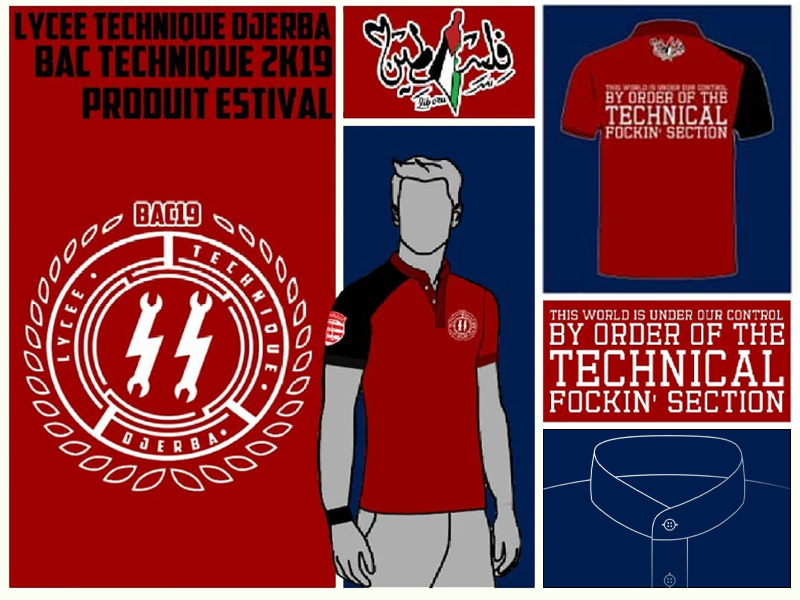 LYCEE TECHNIQUE DJERBA
BAC TECHNIQUE 2K19
PRODUIT ESTIVAL
BAC19
LYCEE • TECHNIQUE •
DJERBA •
فلسطين
THIS WORLD IS UNDER OUR CONTROL
BY ORDER OF THE
TECHNICAL
FOCKIN' SECTION
THIS WORLD IS UNDER OUR CONTROL
BY ORDER OF THE
TECHNICAL
FOCKIN' SECTION